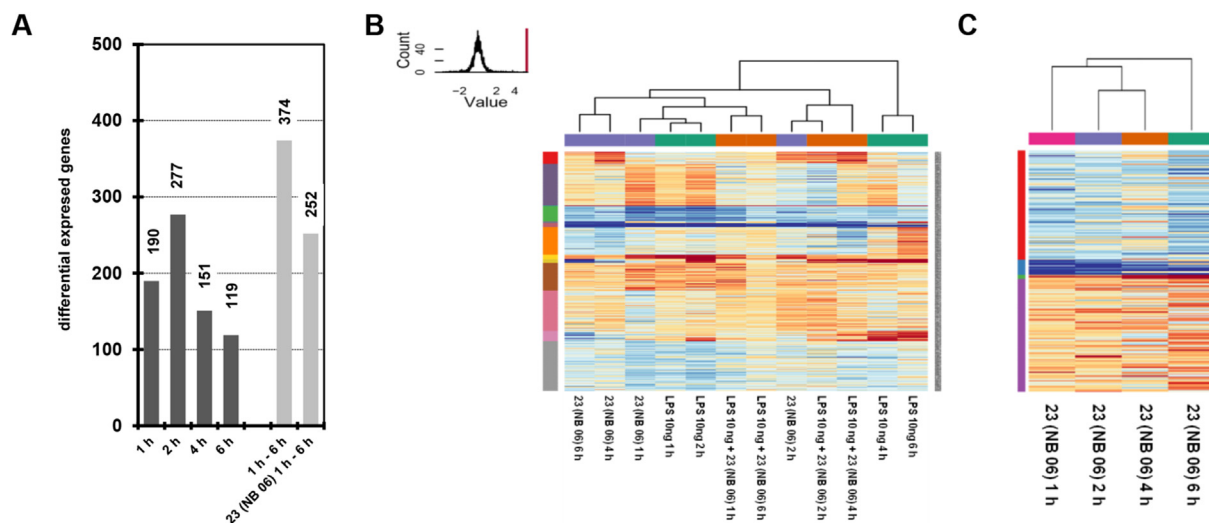 A
differential expresed genes
500
400
300
200
100
0
190
277
151
119
374
252
1 h
2 h
4 h
6 h
1 h - 6 h
23 (NB 06) 1 h - 6 h
B
Count
40
0
−2
2
4
Value
23 (NB 06) 6 h
23 (NB 06) 4 h
23 (NB 06) 1 h
LPS 10ng 1 h
LPS 10ng 2 h
LPS 10 ng + 23 (NB 06) 1 h
LPS 10 ng + 23 (NB 06) 6 h
23 (NB 06) 2 h
LPS 10 ng + 23 (NB 06) 2 h
LPS 10 ng + 23 (NB 06) 4 h
LPS 10ng 4 h
LPS 10ng 6 h
C
23 (NB 06) 1 h
23 (NB 06) 2 h
23 (NB 06) 4 h
23 (NB 06) 6 h